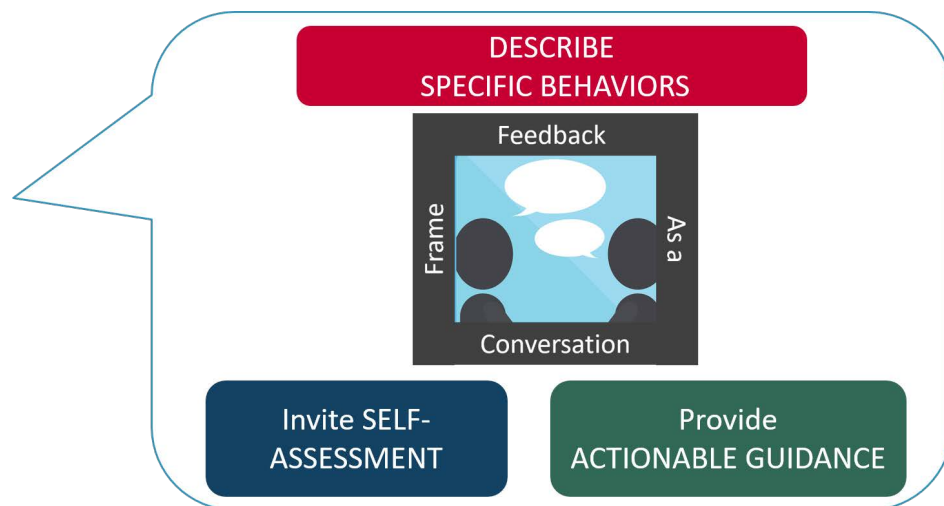 DESCRIBE
SPECIFIC BEHAVIORS
Frame
Feedback
As a
Conversation
Invite SELF-
ASSESSMENT
Provide
ACTIONABLE GUIDANCE